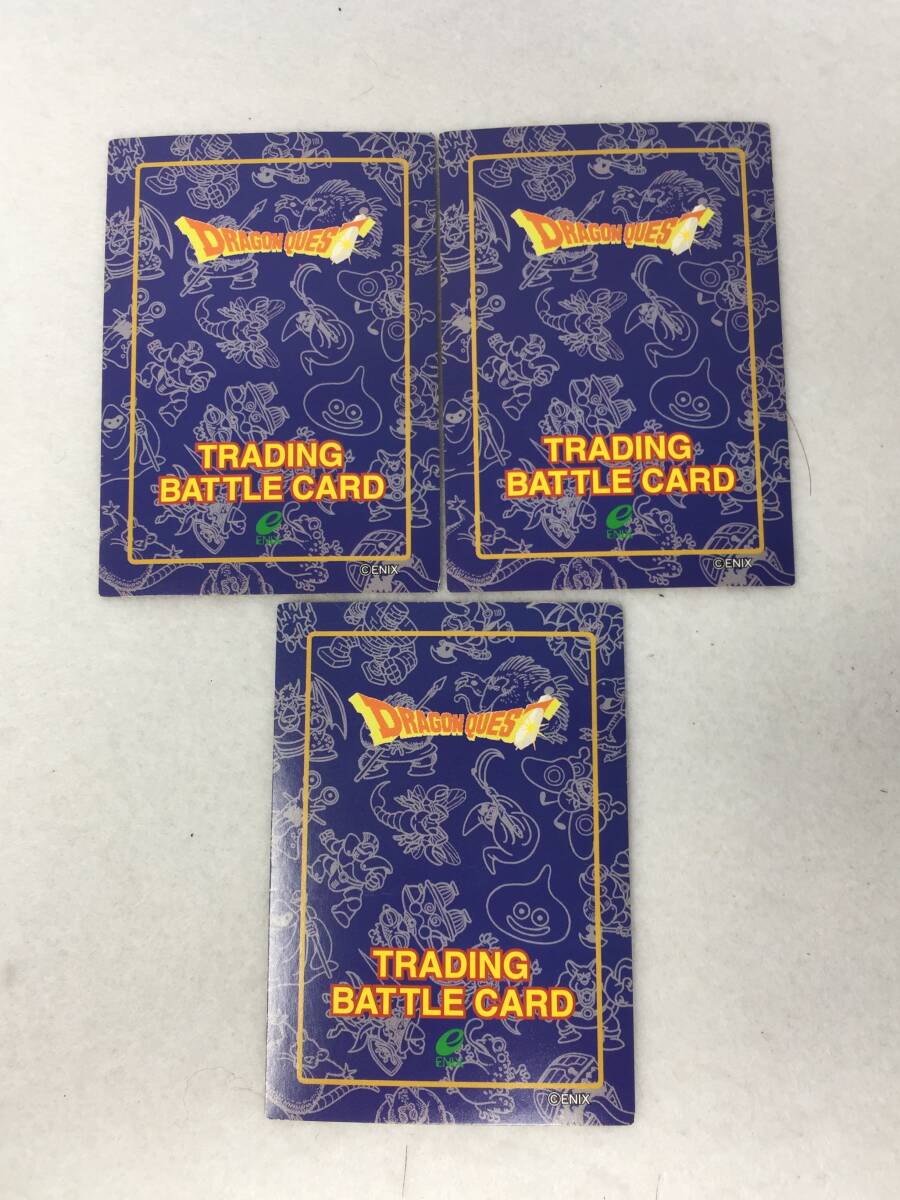 DRAGON QUEST
TRADING
BATTLE CARD
ENIX
©ENIX
DRAGON QUEST
TRADING
BATTLE CARD
ENIX
©ENIX
DRAGON QUEST
TRADING
BATTLE CARD
ENIX
©ENIX